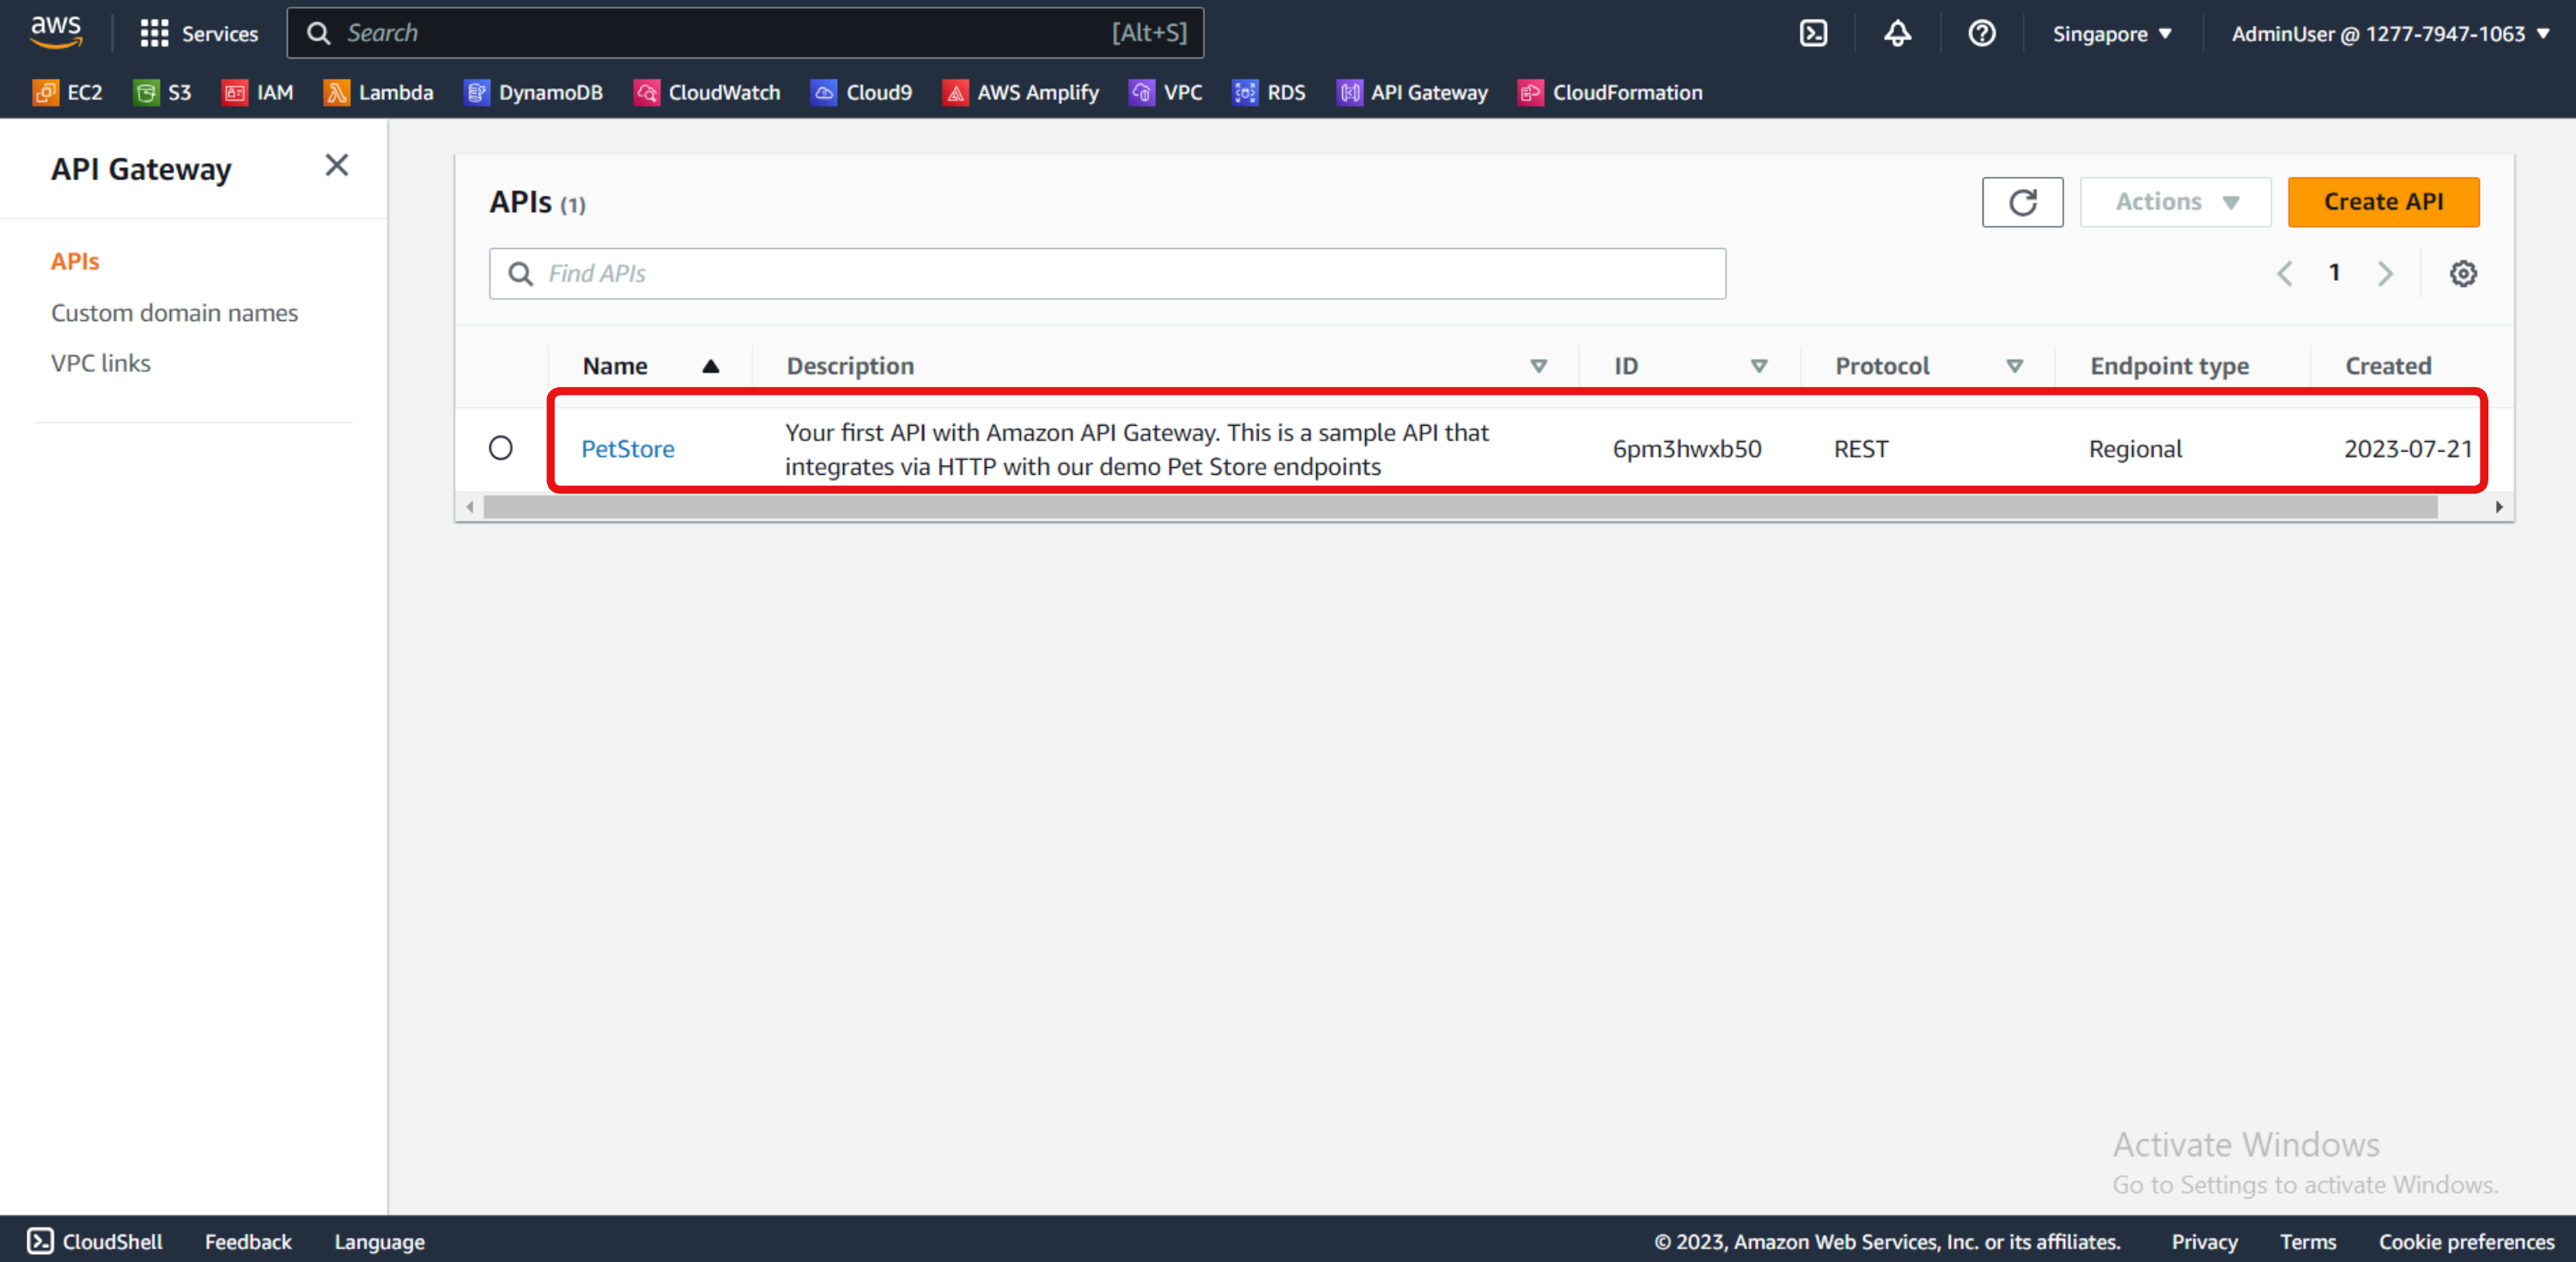 aws Services Search [Alt+S] Singapore AdminUser @ 1277-7947-1063
EC2 S3 IAM Lambda DynamoDB CloudWatch Cloud9 AWS Amplify VPC RDS API Gateway CloudFormation
API Gateway
APIs
Custom domain names
VPC links
APIs (1)
Actions
Create API
Find APIs
1
Name Description ID Protocol Endpoint type Created
PetStore
Your first API with Amazon API Gateway. This is a sample API that
integrates via HTTP with our demo Pet Store endpoints
6pm3hwxb50 REST Regional 2023-07-21
Activate Windows
Go to Settings to activate Windows.
CloudShell Feedback Language © 2023, Amazon Web Services, Inc. or its affiliates. Privacy Terms Cookie preferences